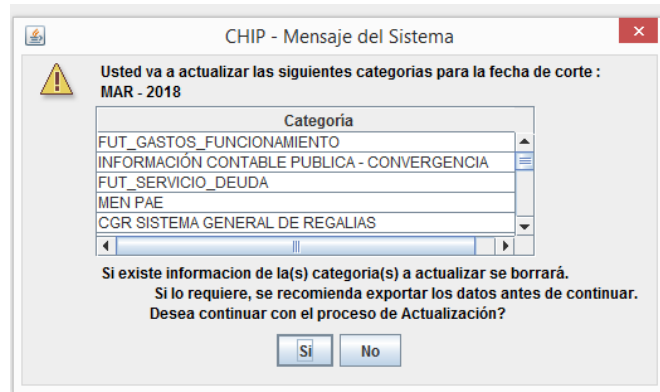 CHIP - Mensaje del Sistema
Usted va a actualizar las siguientes categorias para la fecha de corte :
MAR - 2018
Categoría
FUT_GASTOS_FUNCIONAMIENTO
INFORMACIÓN CONTABLE PUBLICA - CONVERGENCIA
FUT_SERVICIO_DEUDA
MEN PAE
CGR SISTEMA GENERAL DE REGALIAS
Si existe informacion de la(s) categoria(s) a actualizar se borrará.
Si lo requiere, se recomienda exportar los datos antes de continuar.
Desea continuar con el proceso de Actualización?
Si No